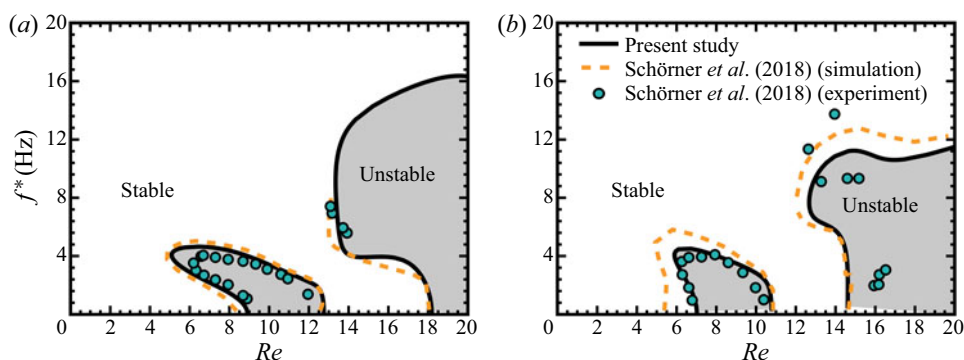 (a)
20
16
12
8
4
0
f* (Hz)
Stable
Unstable
0 2 4 6 8 10 12 14 16 18 20
Re
(b)
20
16
12
8
4
0
Present study
Schörner et al. (2018) (simulation)
Schörner et al. (2018) (experiment)
Stable
Unstable
0 2 4 6 8 10 12 14 16 18 20
Re